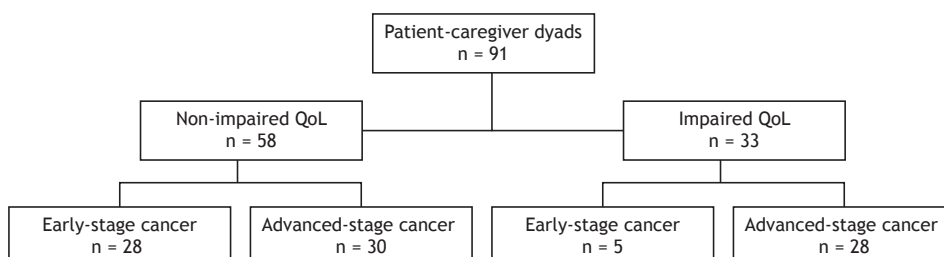 Patient-caregiver dyads
n = 91
Non-impaired QoL
n = 58
Impaired QoL
n = 33
Early-stage cancer
n = 28
Advanced-stage cancer
n = 30
Early-stage cancer
n = 5
Advanced-stage cancer
n = 28